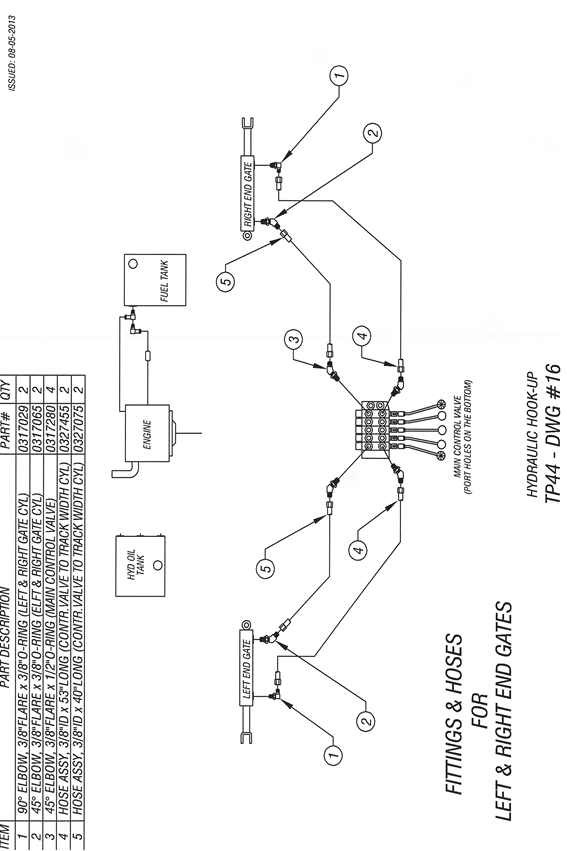 ISSUED: 08-05-2013
ITEM PART DESCRIPTION PART# QTY
1 90° ELBOW, 3/8"FLARE x 3/8"O-RING (LEFT & RIGHT GATE CYL) 0317029 2
2 45° ELBOW, 3/8"FLARE x 3/8"O-RING (ELFT & RIGHT GATE CYL) 0317065 2
3 45° ELBOW, 3/8"FLARE x 1/2"O-RING (MAIN CONTROL VALVE) 0317280 4
4 HOSE ASSY, 3/8"ID x 53"LONG (CONTR.VALVE TO TRACK WIDTH CYL) 0327455 2
5 HOSE ASSY, 3/8"ID x 40"LONG (CONTR.VALVE TO TRACK WIDTH CYL) 0327075 2
HYD OIL
TANK
ENGINE
FUEL TANK
LEFT END GATE
RIGHT END GATE
1
2
5
4
3
4
5
2
1
MAIN CONTROL VALVE
(PORT HOLES ON THE BOTTOM)
FITTINGS & HOSES
FOR
LEFT & RIGHT END GATES
HYDRAULIC HOOK-UP
TP44 - DWG #16